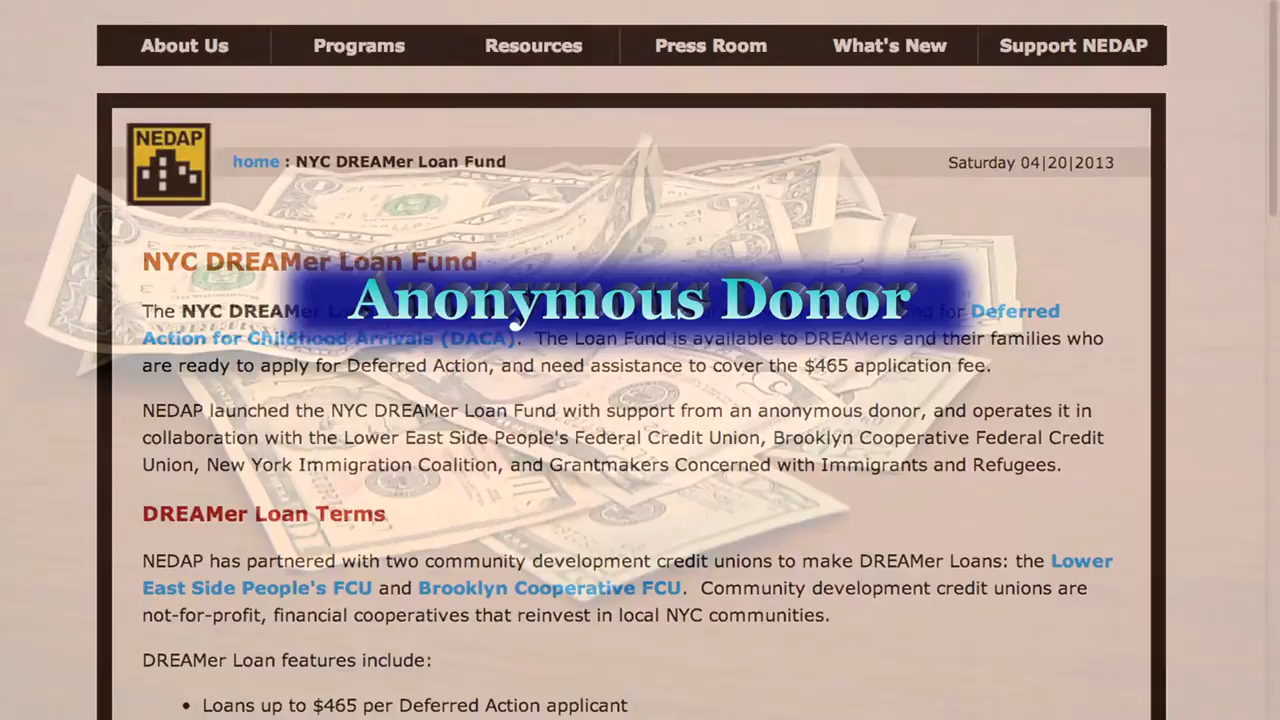 About Us Programs Resources Press Room What's New Support NEDAP
NEDAP
home : NYC DREAMer Loan Fund Saturday 04|20|2013
NYC DREAMer Loan Fund
Anonymous Donor
The NYC DREAMer for Deferred
Action for Childhood Arrivals (DACA). The Loan Fund is available to DREAMers and their families who
are ready to apply for Deferred Action, and need assistance to cover the $465 application fee.
NEDAP launched the NYC DREAMer Loan Fund with support from an anonymous donor, and operates it in
collaboration with the Lower East Side People's Federal Credit Union, Brooklyn Cooperative Federal Credit
Union, New York Immigration Coalition, and Grantmakers Concerned with Immigrants and Refugees.
DREAMer Loan Terms
NEDAP has partnered with two community development credit unions to make DREAMer Loans: the Lower
East Side People's FCU and Brooklyn Cooperative FCU. Community development credit unions are
not-for-profit, financial cooperatives that reinvest in local NYC communities.
DREAMer Loan features include:
• Loans up to $465 per Deferred Action applicant